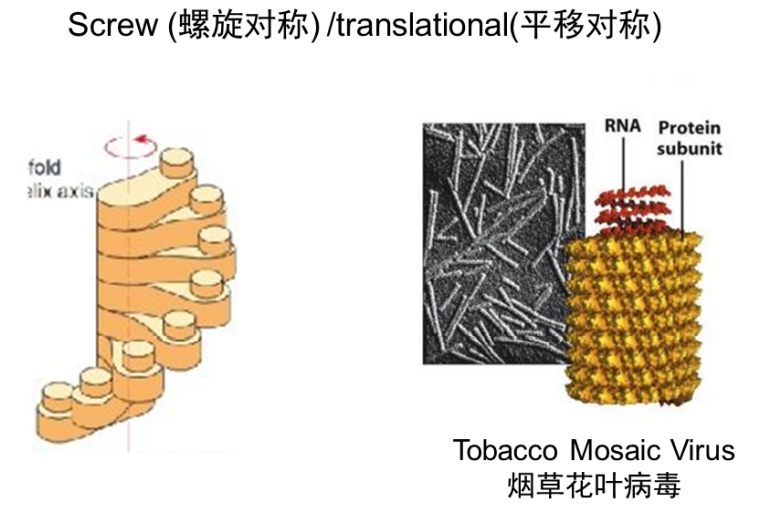 Screw (螺旋对称) /translational(平移对称)
fold
elix axis
RNA
Protein
subunit
Tobacco Mosaic Virus
烟草花叶病毒